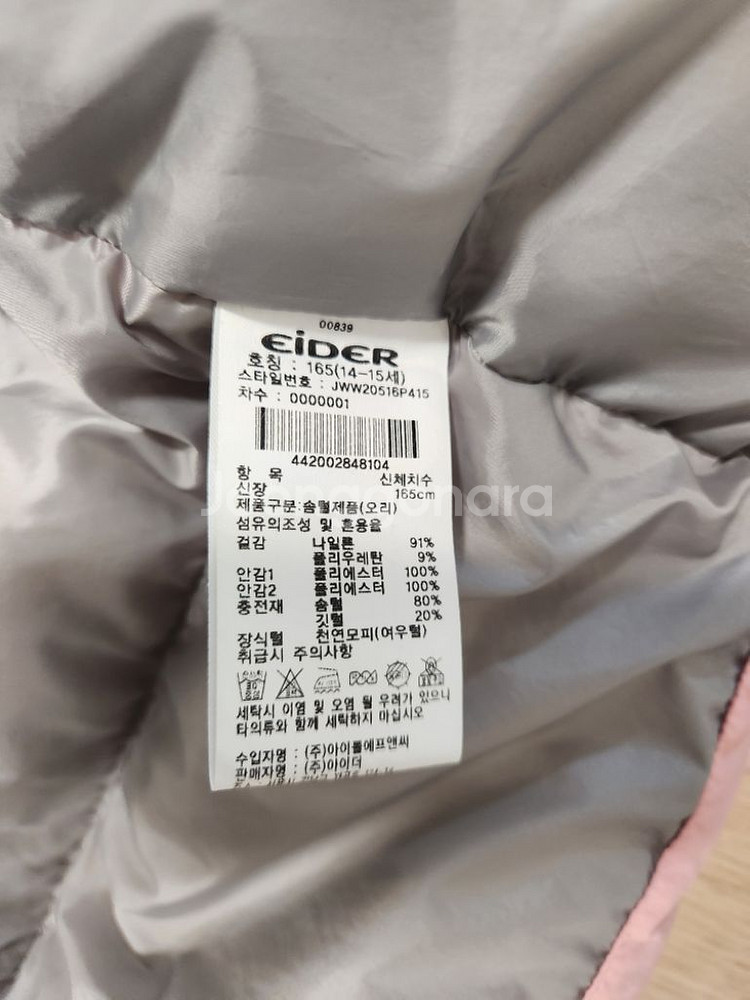 00839
EiDER
호칭 : 165(14-15세)
스타일번호 : JWW20516P415
차수 : 0000001
442002848104
항 목 신체치수
신장 165cm
제품구분:솜털제품(오리)
섬유의조성 및 혼용율
겉감 나일론 91%
폴리우레탄 9%
안감1 폴리에스터 100%
안감2 폴리에스터 100%
충전재 솜털 80%
깃털 20%
장식털 천연모피(여우털)
취급시 주의사항
세탁시 이염 및 오염 될 우려가 있으니
타의류와 함께 세탁하지 마십시오
수입자명 : (주)아이폴에프앤씨
판매자명 : (주)아이더
Joonggonara